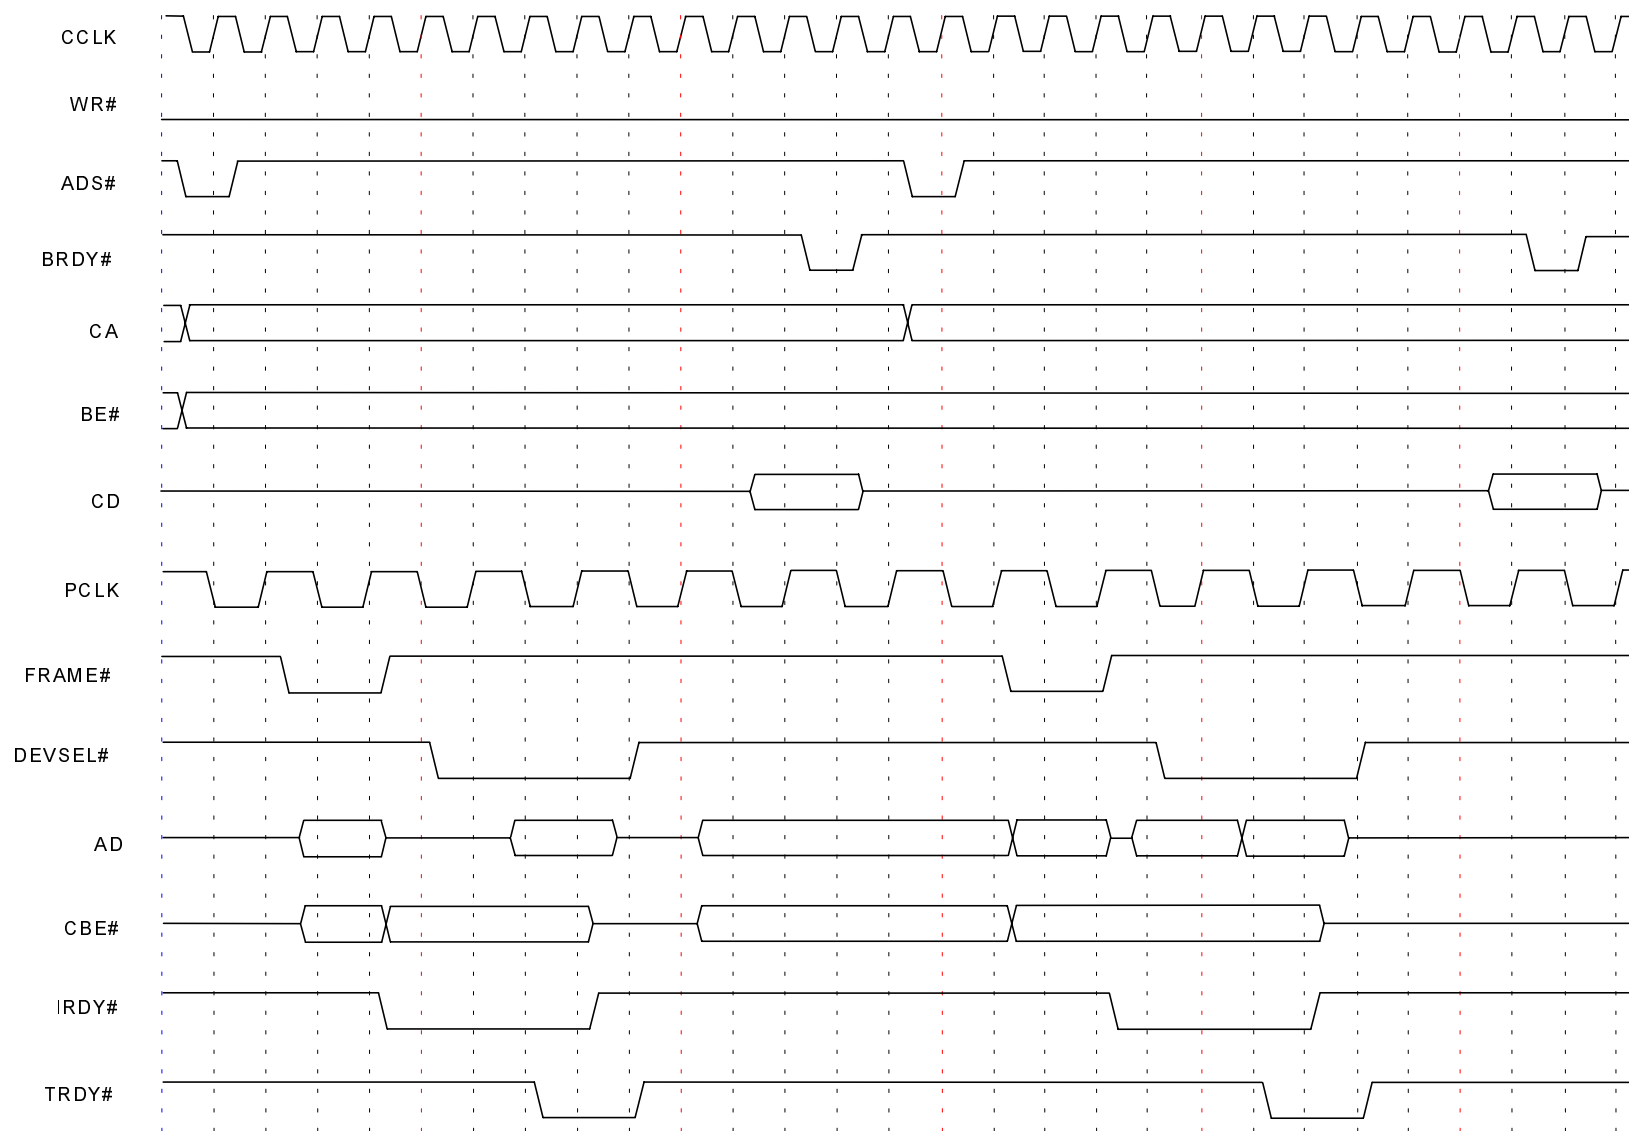 CCLK
WR#
ADS#
BRDY#
CA
BE#
CD
PCLK
FRAME#
DEVSEL#
AD
CBE#
IRDY#
TRDY#